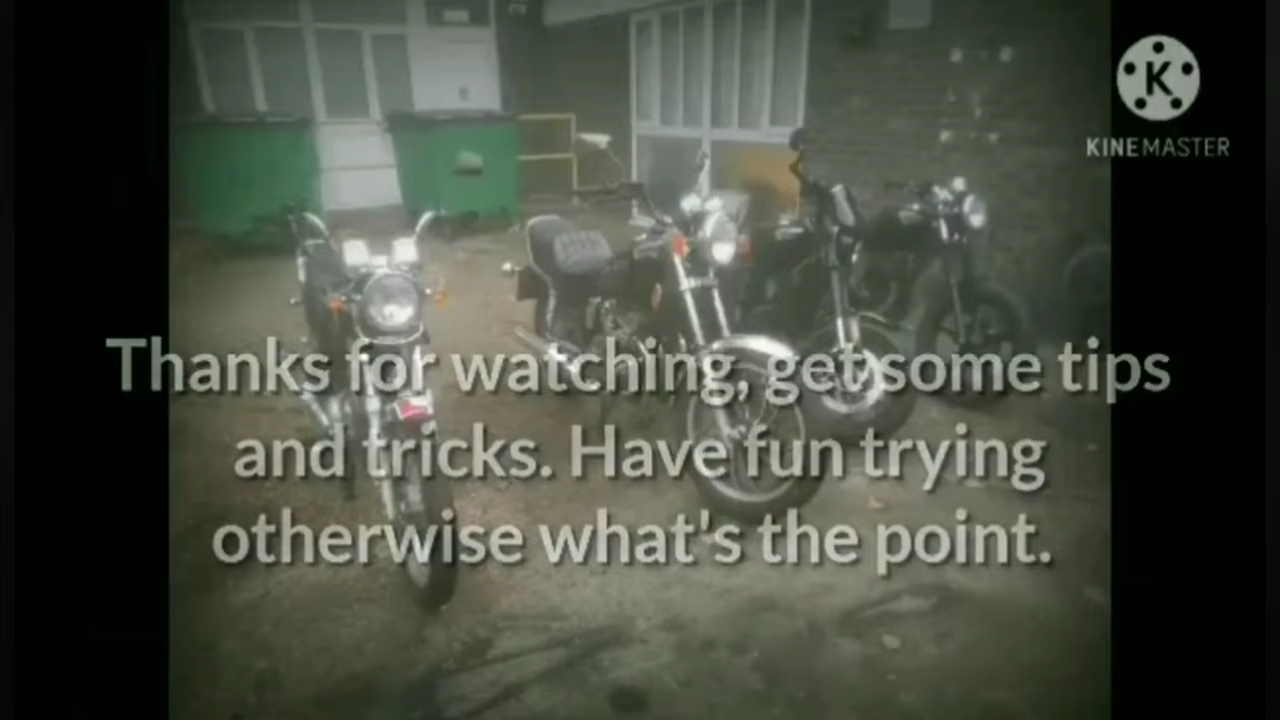 K
KINEMASTER
Thanks for watching, get some tips
and tricks. Have fun trying
otherwise what's the point.